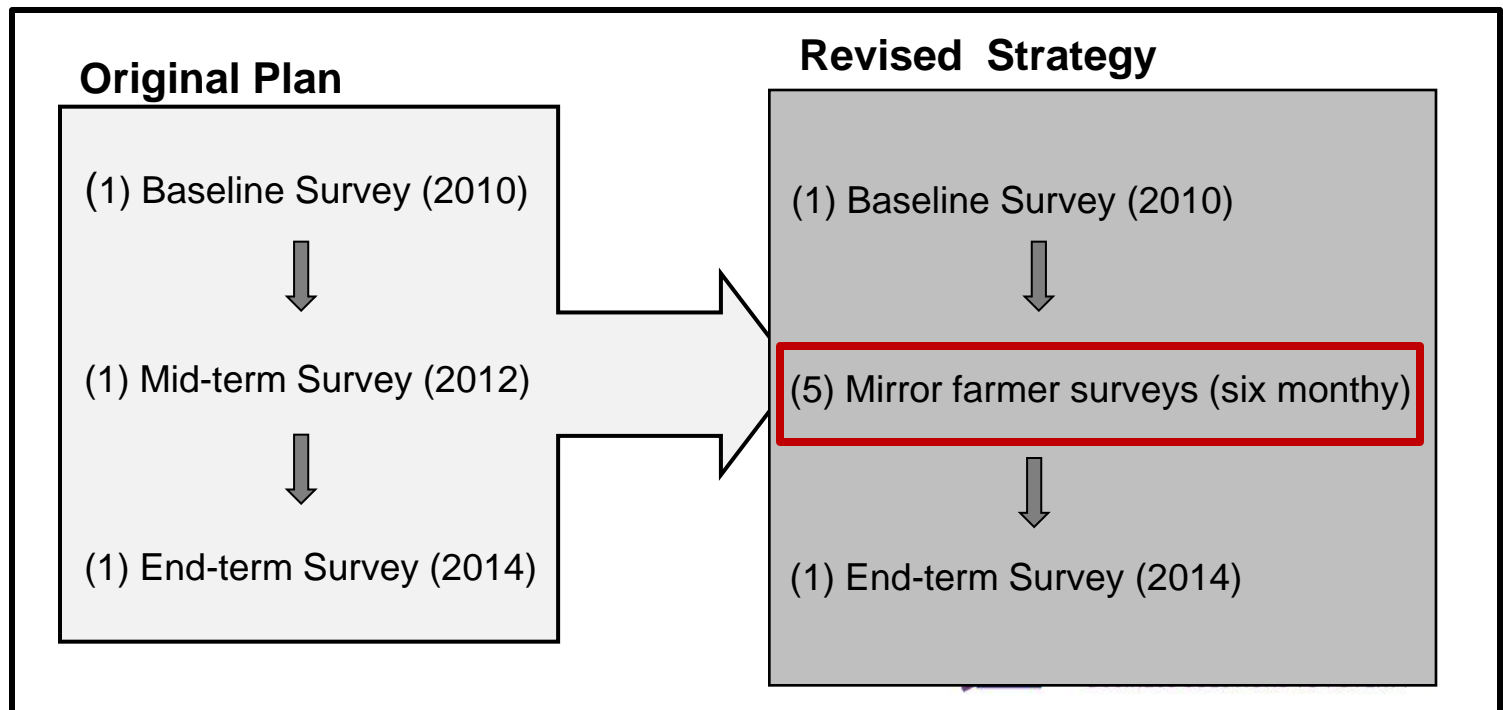 Original Plan
(1) Baseline Survey (2010)
(1) Mid-term Survey (2012)
(1) End-term Survey (2014)
Revised Strategy
(1) Baseline Survey (2010)
(5) Mirror farmer surveys (six monthy)
(1) End-term Survey (2014)